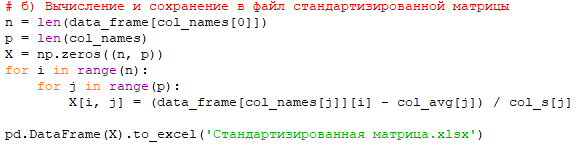 # б) Вычисление и сохранение в файл стандартизированной матрицы
n = len(data_frame[col_names[0]])
p = len(col_names)
X = np.zeros((n, p))
for i in range(n):
    for j in range(p):
        X[i, j] = (data_frame[col_names[j]][i] - col_avg[j]) / col_s[j]
pd.DataFrame(X).to_excel('Стандартизированная матрица.xlsx')